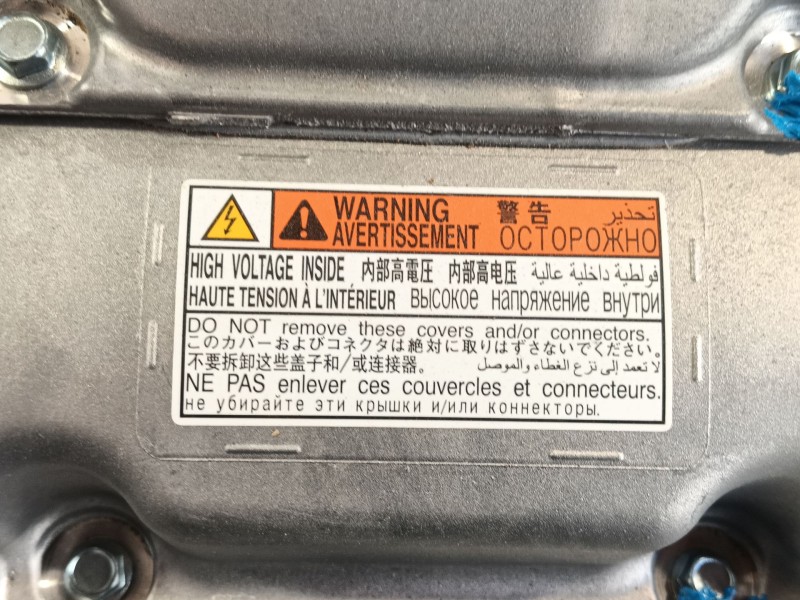 WARNING 警告 تحذير
AVERTISSEMENT ОСТОРОЖНО
HIGH VOLTAGE INSIDE 内部高電圧 内部高电压 فولطية داخلية عالية
HAUTE TENSION À L'INTÉRIEUR высокое напряжение внутри
DO NOT remove these covers and/or connectors.
このカバーおよびコネクタは絶対に取りはずさないでください。
不要拆卸这些盖子和/或连接器。 لا تعمد إلى نزع الغطاء والموصل
NE PAS enlever ces couvercles et connecteurs.
не убирайте эти крышки и/или коннекторы.